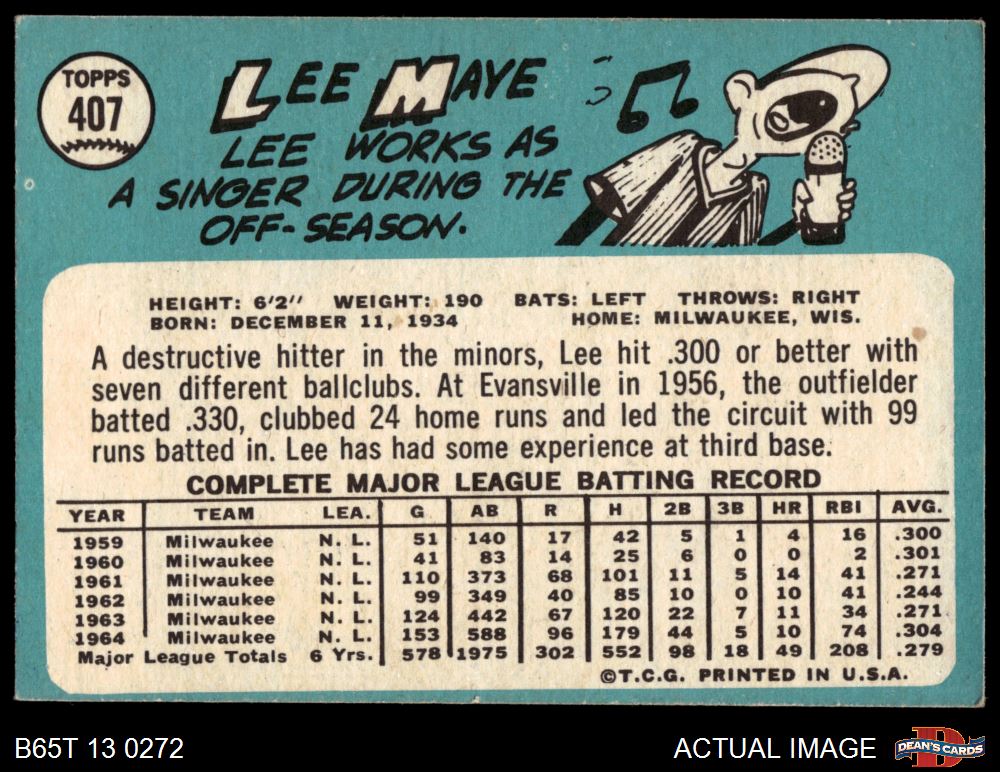 TOPPS
407
LEE MAYE
LEE WORKS AS
A SINGER DURING THE
OFF-SEASON.
HEIGHT: 6'2" WEIGHT: 190 BATS: LEFT THROWS: RIGHT
BORN: DECEMBER 11, 1934 HOME: MILWAUKEE, WIS.
A destructive hitter in the minors, Lee hit .300 or better with
seven different ballclubs. At Evansville in 1956, the outfielder
batted .330, clubbed 24 home runs and led the circuit with 99
runs batted in. Lee has had some experience at third base.
COMPLETE MAJOR LEAGUE BATTING RECORD
YEAR TEAM LEA. G AB R H 2B 3B HR RBI AVG.
1959 Milwaukee N. L. 51 140 17 42 5 1 4 16 .300
1960 Milwaukee N. L. 41 83 14 25 6 0 0 2 .301
1961 Milwaukee N. L. 110 373 68 101 11 5 14 41 .271
1962 Milwaukee N. L. 99 349 40 85 10 0 10 41 .244
1963 Milwaukee N. L. 124 442 67 120 22 7 11 34 .271
1964 Milwaukee N. L. 153 588 96 179 44 5 10 74 .304
Major League Totals 6 Yrs. 578 1975 302 552 98 18 49 208 .279
©T.C.G. PRINTED IN U.S.A.
B65T 13 0272 ACTUAL IMAGE DEAN'S CARDS